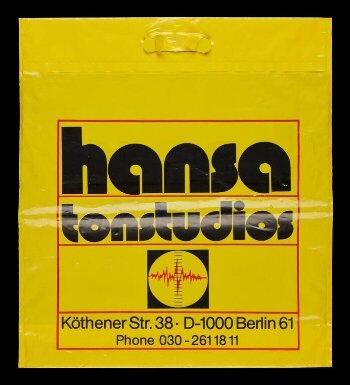 hansa
tonstudios
Köthener Str. 38 · D-1000 Berlin 61
Phone 030 - 261 18 11